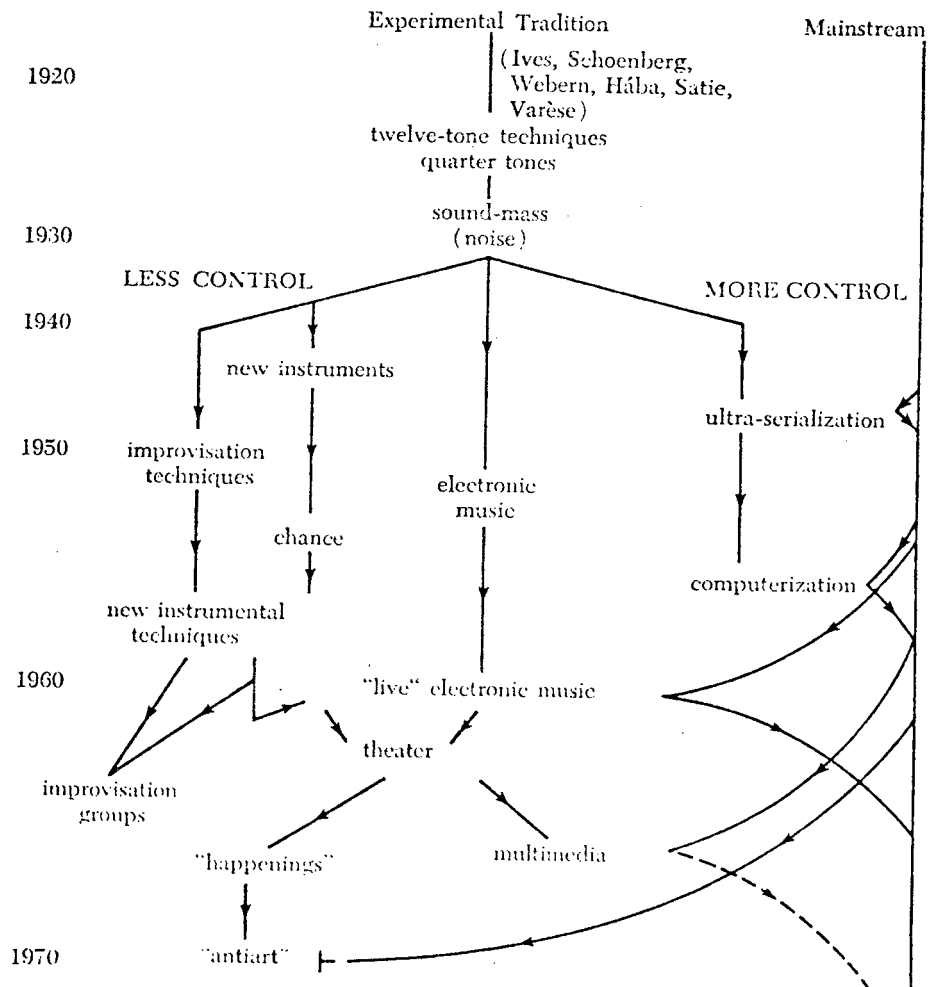 Experimental Tradition
Mainstream
1920
(Ives, Schoenberg,
Webern, Hába, Satie,
Varèse)
twelve-tone techniques
quarter tones
sound-mass
1930
(noise)
LESS CONTROL
MORE CONTROL
1940
new instruments
ultra-serialization
1950
improvisation
techniques
electronic
music
chance
computerization
new instrumental
techniques
1960
"live" electronic music
theater
improvisation
groups
"happenings"
multimedia
1970
"antiart"